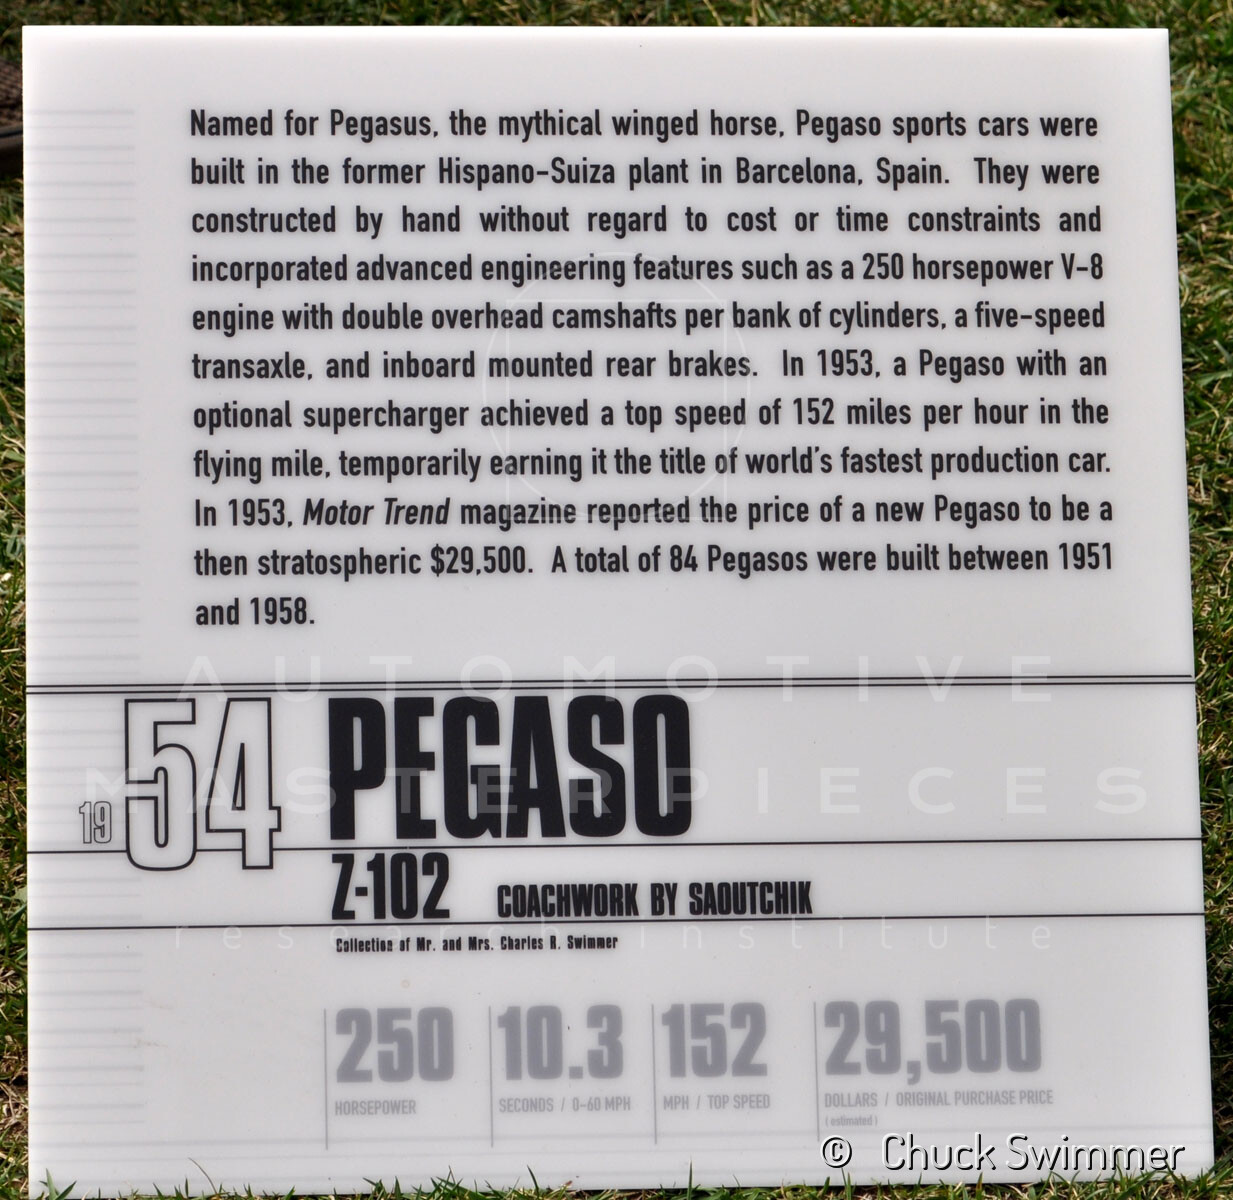 Named for Pegasus, the mythical winged horse, Pegaso sports cars were
built in the former Hispano-Suiza plant in Barcelona, Spain. They were
constructed by hand without regard to cost or time constraints and
incorporated advanced engineering features such as a 250 horsepower V-8
engine with double overhead camshafts per bank of cylinders, a five-speed
transaxle, and inboard mounted rear brakes. In 1953, a Pegaso with an
optional supercharger achieved a top speed of 152 miles per hour in the
flying mile, temporarily earning it the title of world's fastest production car.
In 1953, Motor Trend magazine reported the price of a new Pegaso to be a
then stratospheric $29,500. A total of 84 Pegasos were built between 1951
and 1958.
AUTOMOTIVE
MASTERPIECES
1954 PEGASO
Z-102 COACHWORK BY SAOUTCHIK
research institute
Collection of Mr. and Mrs. Charles R. Swimmer
250 10.3 152 29,500
HORSEPOWER SECONDS / 0-60 MPH MPH / TOP SPEED DOLLARS / ORIGINAL PURCHASE PRICE
(estimated)
© Chuck Swimmer